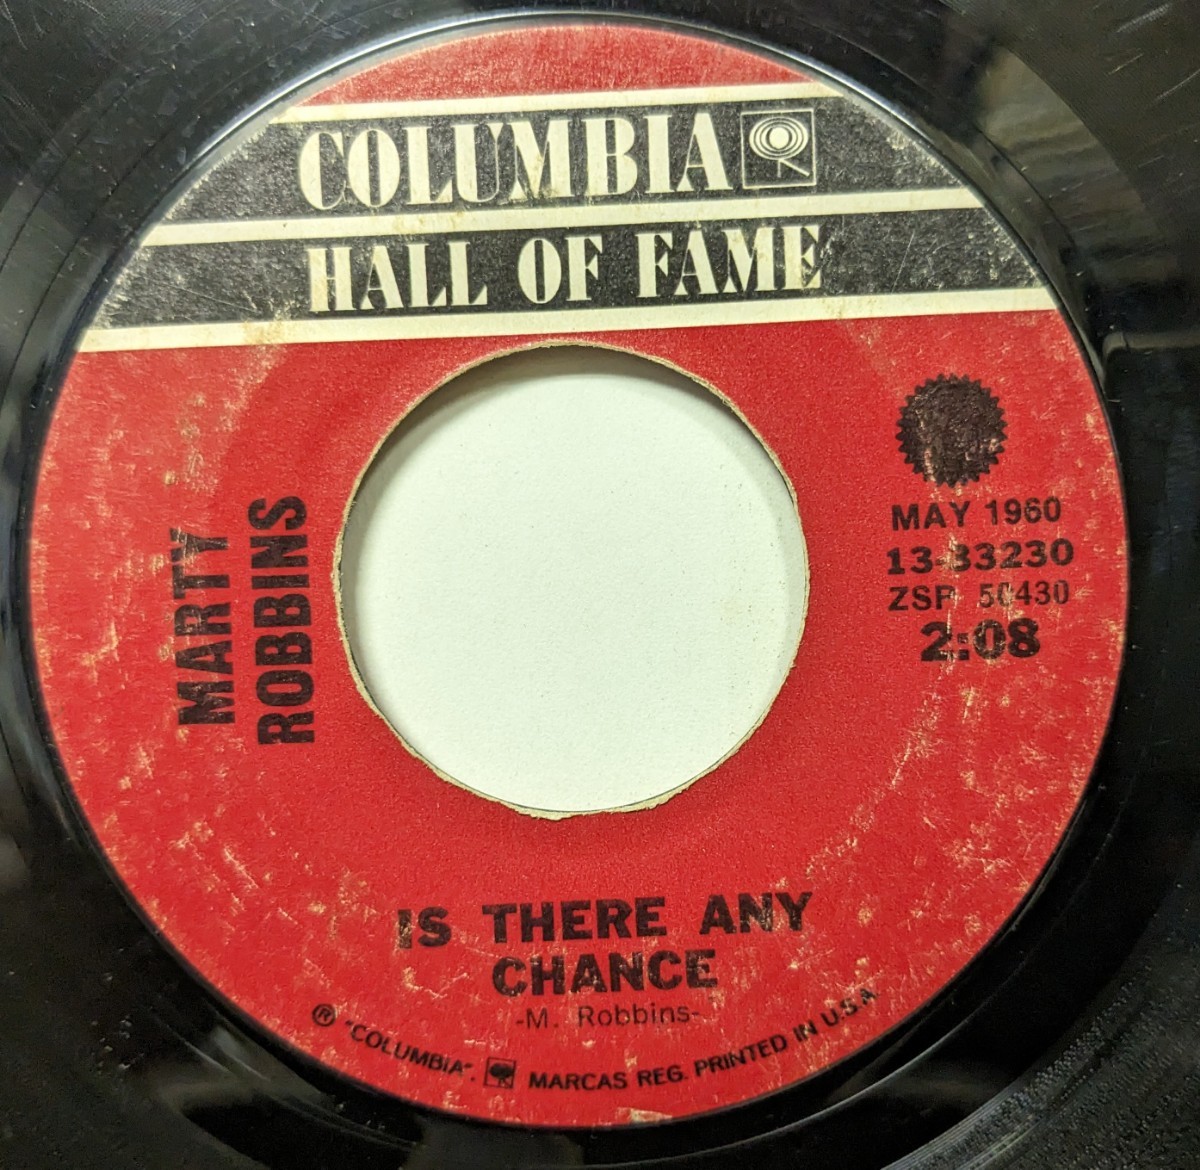 COLUMBIA
HALL OF FAME
MARTY
ROBBINS
MAY 1960
13-33230
ZSP 50430
2:08
IS THERE ANY
CHANCE
-M. Robbins-
® "COLUMBIA", MARCAS REG. PRINTED IN U.S.A.